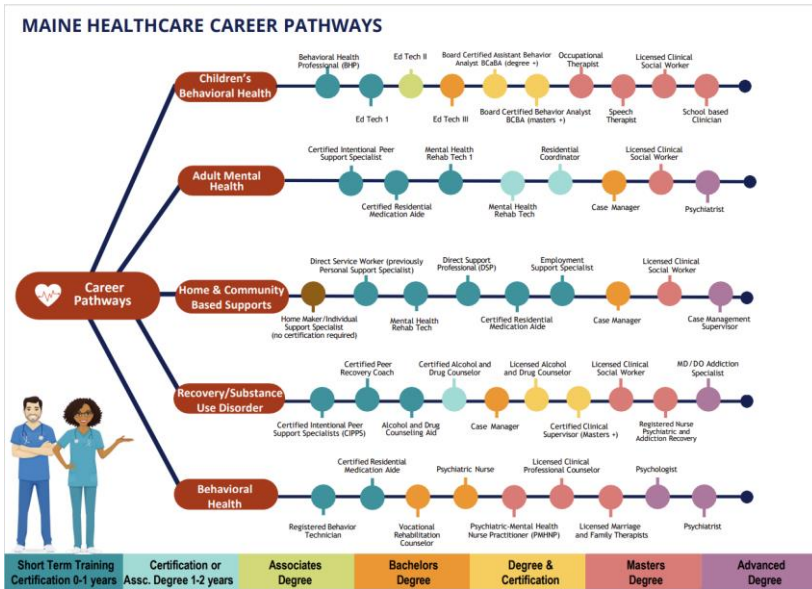 MAINE HEALTHCARE CAREER PATHWAYS
Career
Pathways
Children's
Behavioral Health
Behavioral Health
Professional (BHP)
Ed Tech 1
Ed Tech II
Ed Tech III
Board Certified Assistant Behavior
Analyst BCaBA (degree +)
Board Certified Behavior Analyst
BCBA (masters +)
Occupational
Therapist
Speech
Therapist
Licensed Clinical
Social Worker
School based
Clinician
Adult Mental
Health
Certified Intentional Peer
Support Specialist
Certified Residential
Medication Aide
Mental Health
Rehab Tech 1
Mental Health
Rehab Tech
Residential
Coordinator
Case Manager
Licensed Clinical
Social Worker
Psychiatrist
Home & Community
Based Supports
Home Maker/Individual
Support Specialist
(no certification required)
Direct Service Worker (previously
Personal Support Specialist)
Mental Health
Rehab Tech
Direct Support
Professional (DSP)
Certified Residential
Medication Aide
Employment
Support Specialist
Case Manager
Licensed Clinical
Social Worker
Case Management
Supervisor
Recovery/Substance
Use Disorder
Certified Intentional Peer
Support Specialists (CIPPS)
Certified Peer
Recovery Coach
Alcohol and Drug
Counseling Aid
Certified Alcohol and
Drug Counselor
Case Manager
Licensed Alcohol
and Drug Counselor
Certified Clinical
Supervisor (Masters +)
Licensed Clinical
Social Worker
Registered Nurse
Psychiatric and
Addiction Recovery
MD/DO Addiction
Specialist
Behavioral
Health
Registered Behavior
Technician
Certified Residential
Medication Aide
Vocational
Rehabilitation
Counselor
Psychiatric Nurse
Psychiatric-Mental Health
Nurse Practitioner (PMHNP)
Licensed Clinical
Professional Counselor
Licensed Marriage
and Family Therapists
Psychologist
Psychiatrist
Short Term Training
Certification 0-1 years
Certification or
Assc. Degree 1-2 years
Associates
Degree
Bachelors
Degree
Degree &
Certification
Masters
Degree
Advanced
Degree